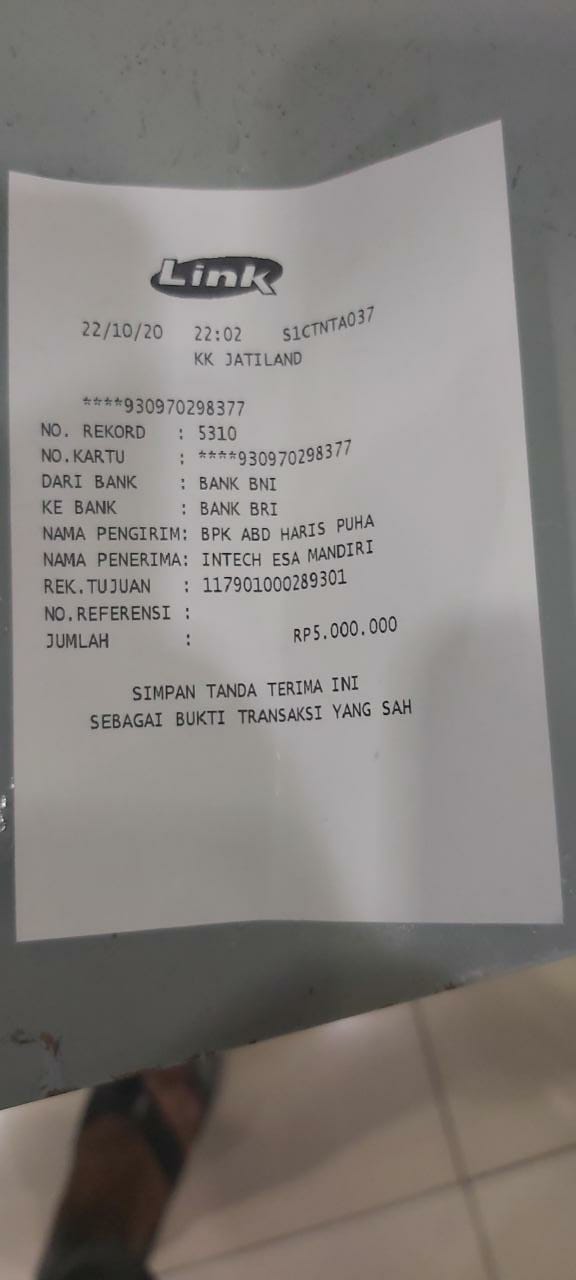 Link
22/10/20 22:02 S1CTNTA037
KK JATILAND
****930970298377
NO. REKORD : 5310
NO.KARTU : ****930970298377
DARI BANK : BANK BNI
KE BANK : BANK BRI
NAMA PENGIRIM: BPK ABD HARIS PUHA
NAMA PENERIMA: INTECH ESA MANDIRI
REK.TUJUAN : 117901000289301
NO.REFERENSI :
JUMLAH : RP5.000.000
SIMPAN TANDA TERIMA INI
SEBAGAI BUKTI TRANSAKSI YANG SAH